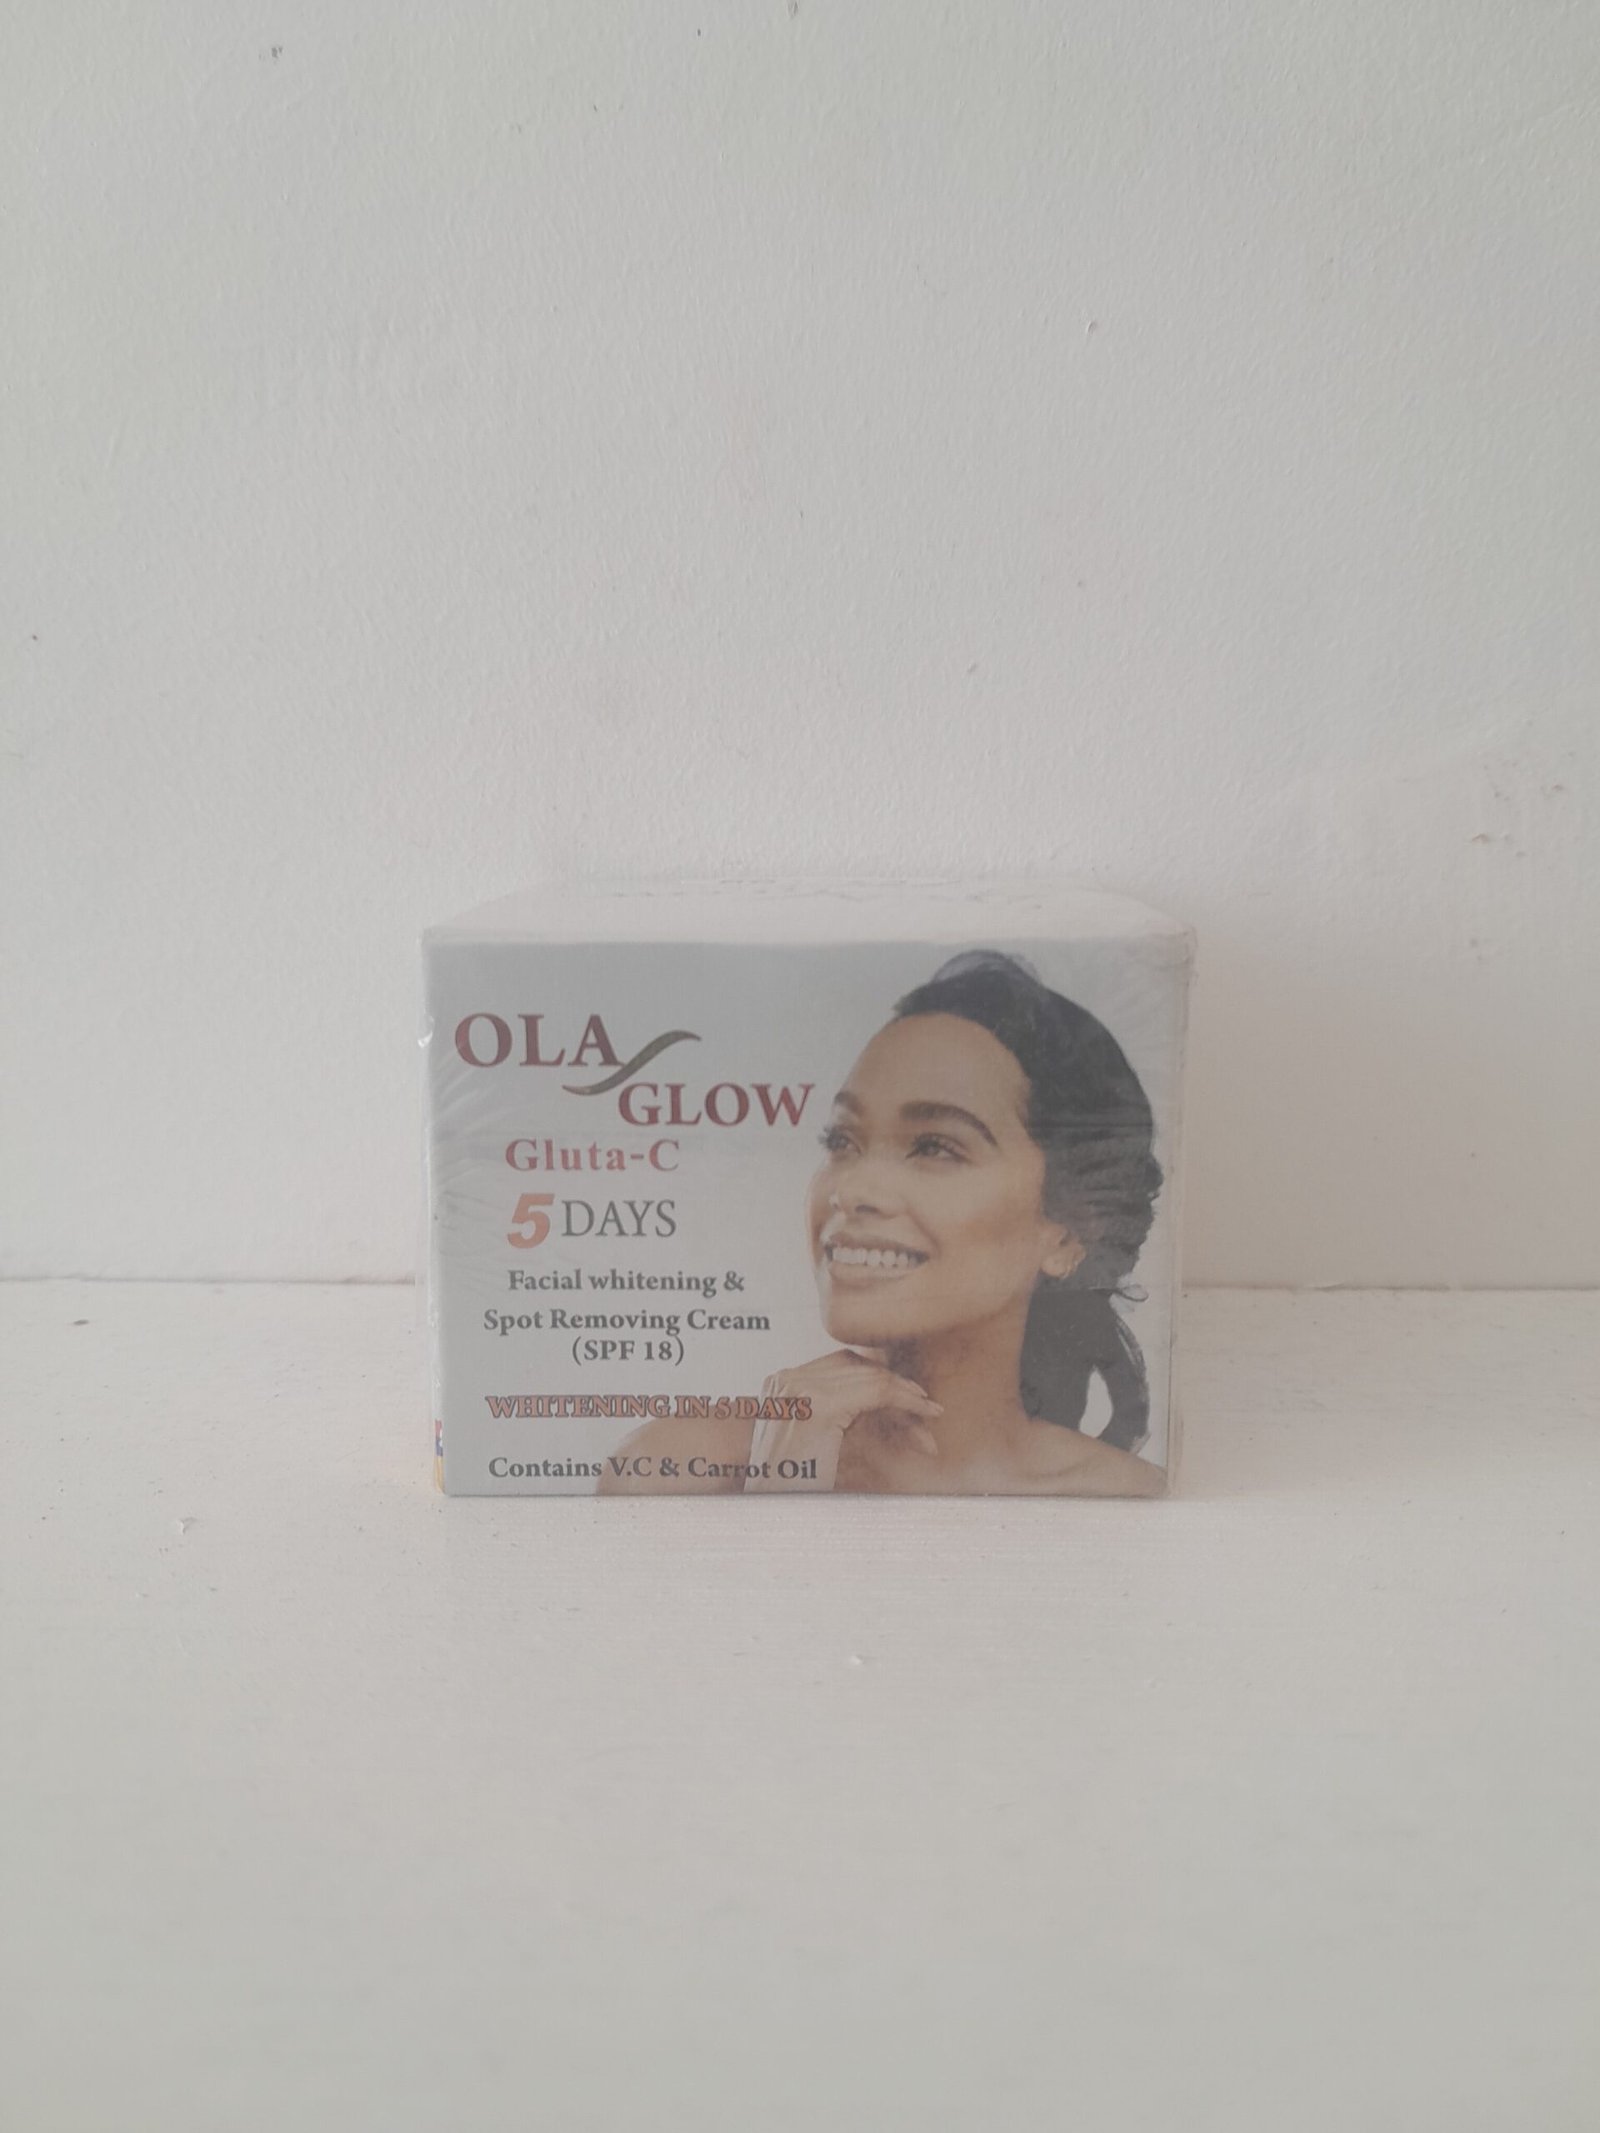 OLA
GLOW
Gluta-C
5 DAYS
Facial whitening &
Spot Removing Cream
(SPF 18)
WHITENING IN 5 DAYS
Contains V.C & Carrot Oil